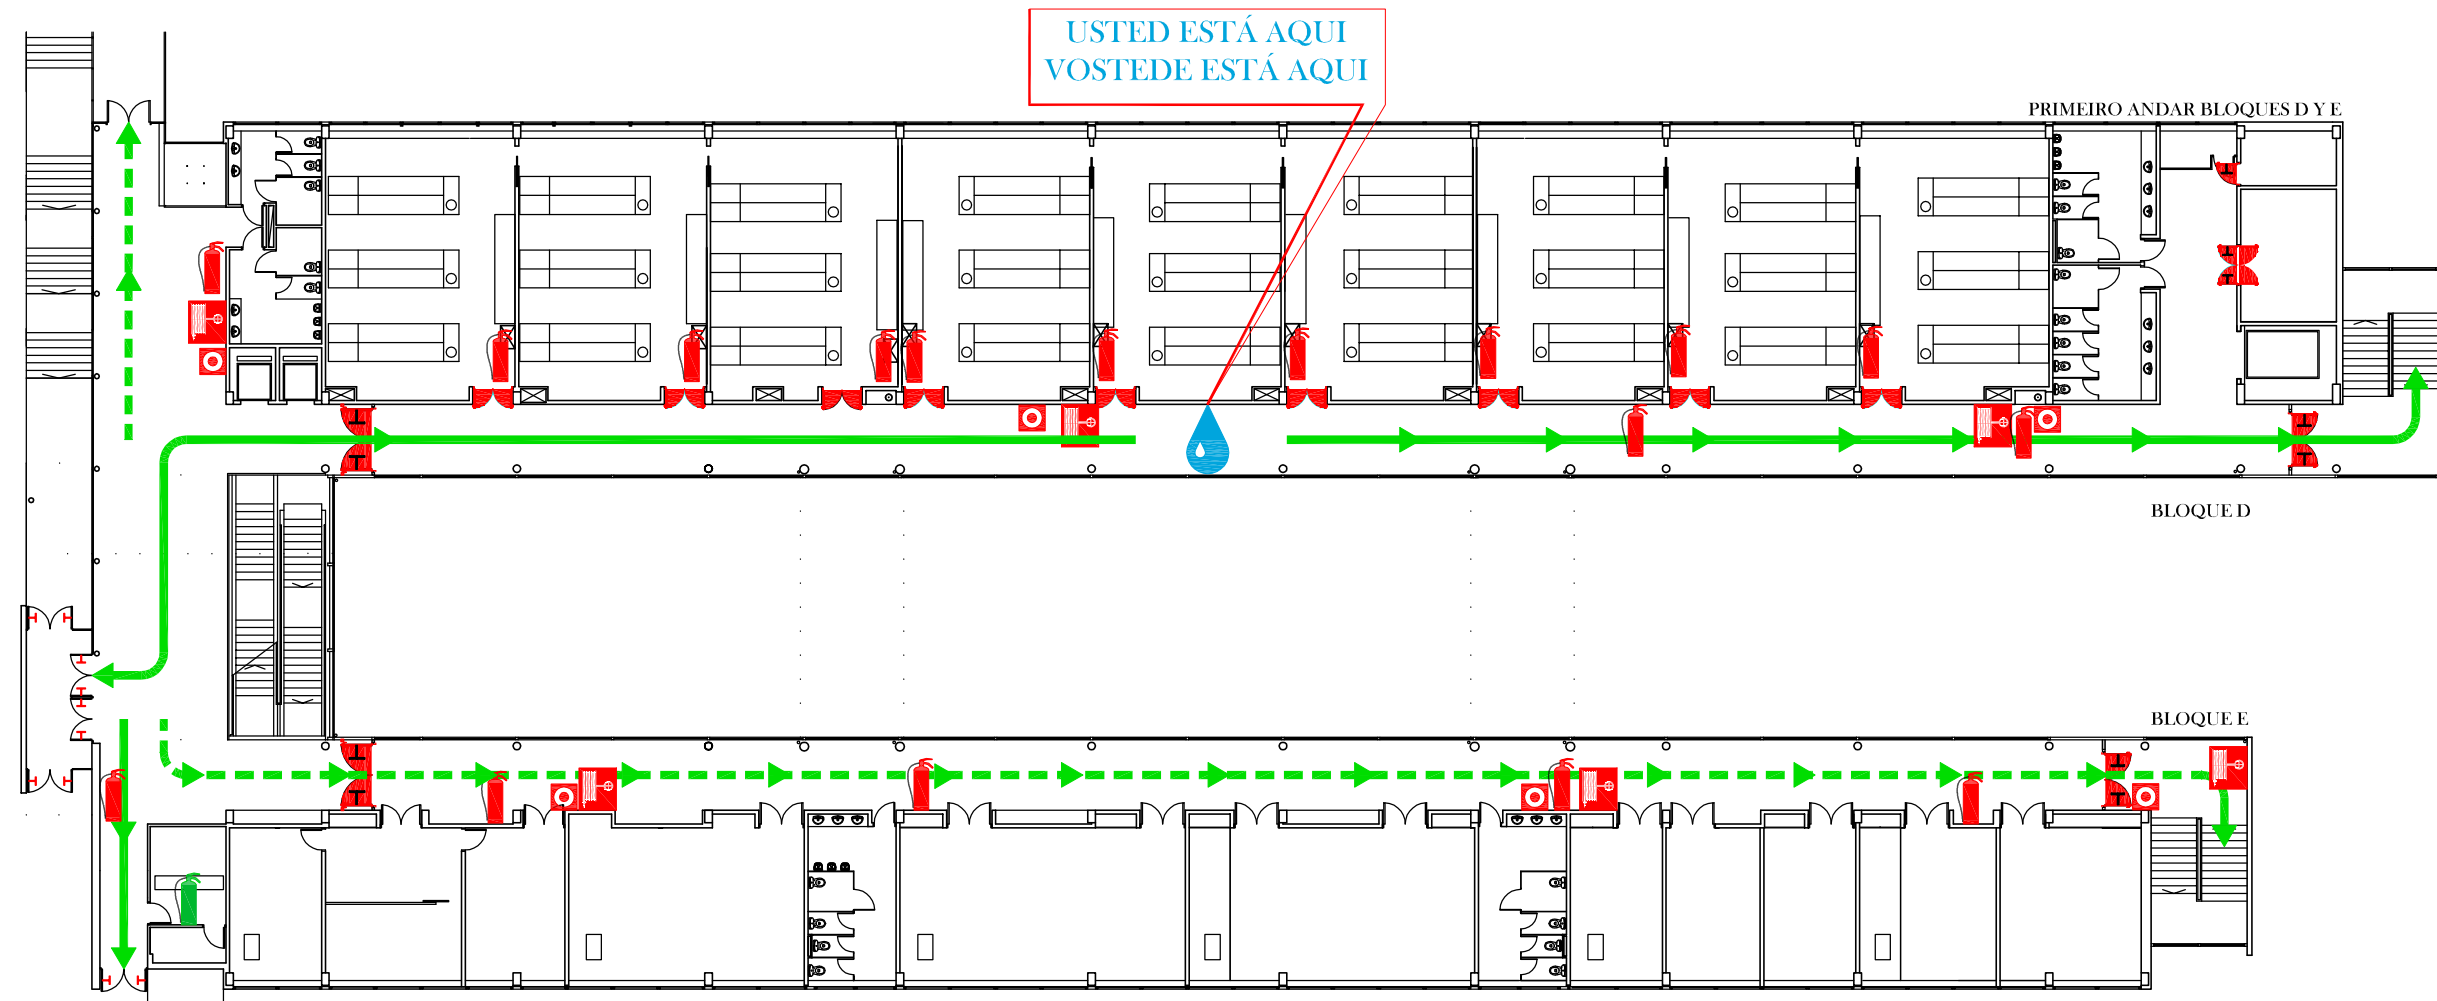 USTED ESTÁ AQUI
VOSTEDE ESTÁ AQUI
PRIMEIRO ANDAR BLOQUES D Y E
BLOQUE D
BLOQUE E